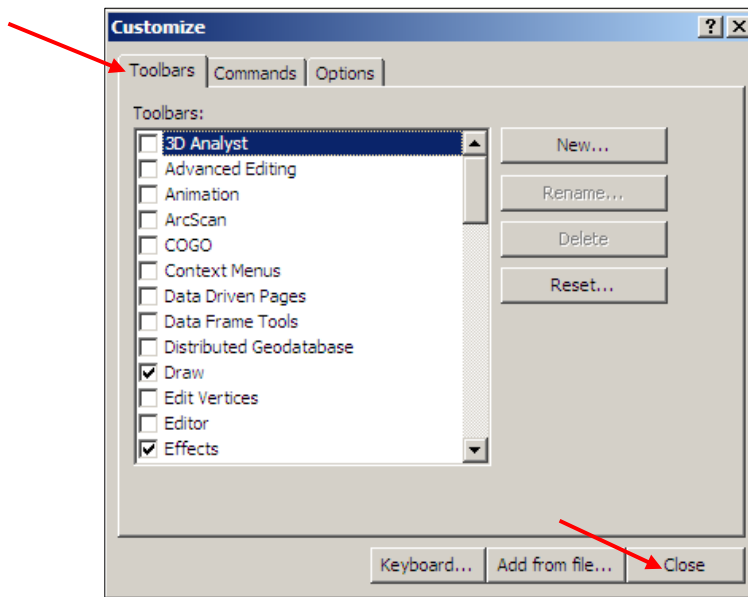 Customize
Toolbars Commands Options
Toolbars:
3D Analyst
Advanced Editing
Animation
ArcScan
COGO
Context Menus
Data Driven Pages
Data Frame Tools
Distributed Geodatabase
Draw
Edit Vertices
Editor
Effects
New...
Rename...
Delete
Reset...
Keyboard... Add from file... Close